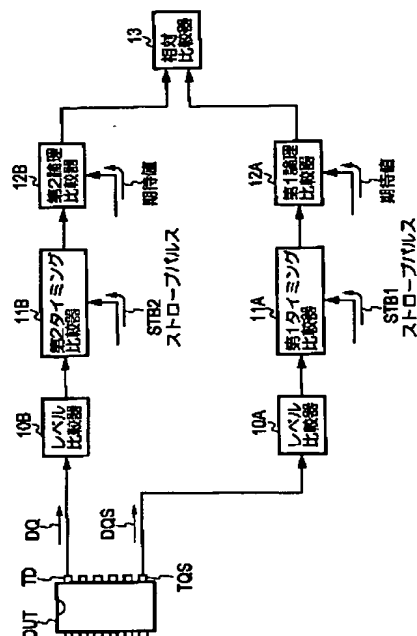 DUT
TD
TQS
DQ
DQS
10B
レベル
比較器
11B
第2タイミング
比較器
STB2
ストローブパルス
12B
第2論理
比較器
期待値
13
相対
比較器
10A
レベル
比較器
11A
第1タイミング
比較器
STB1
ストローブパルス
12A
第1論理
比較器
期待値